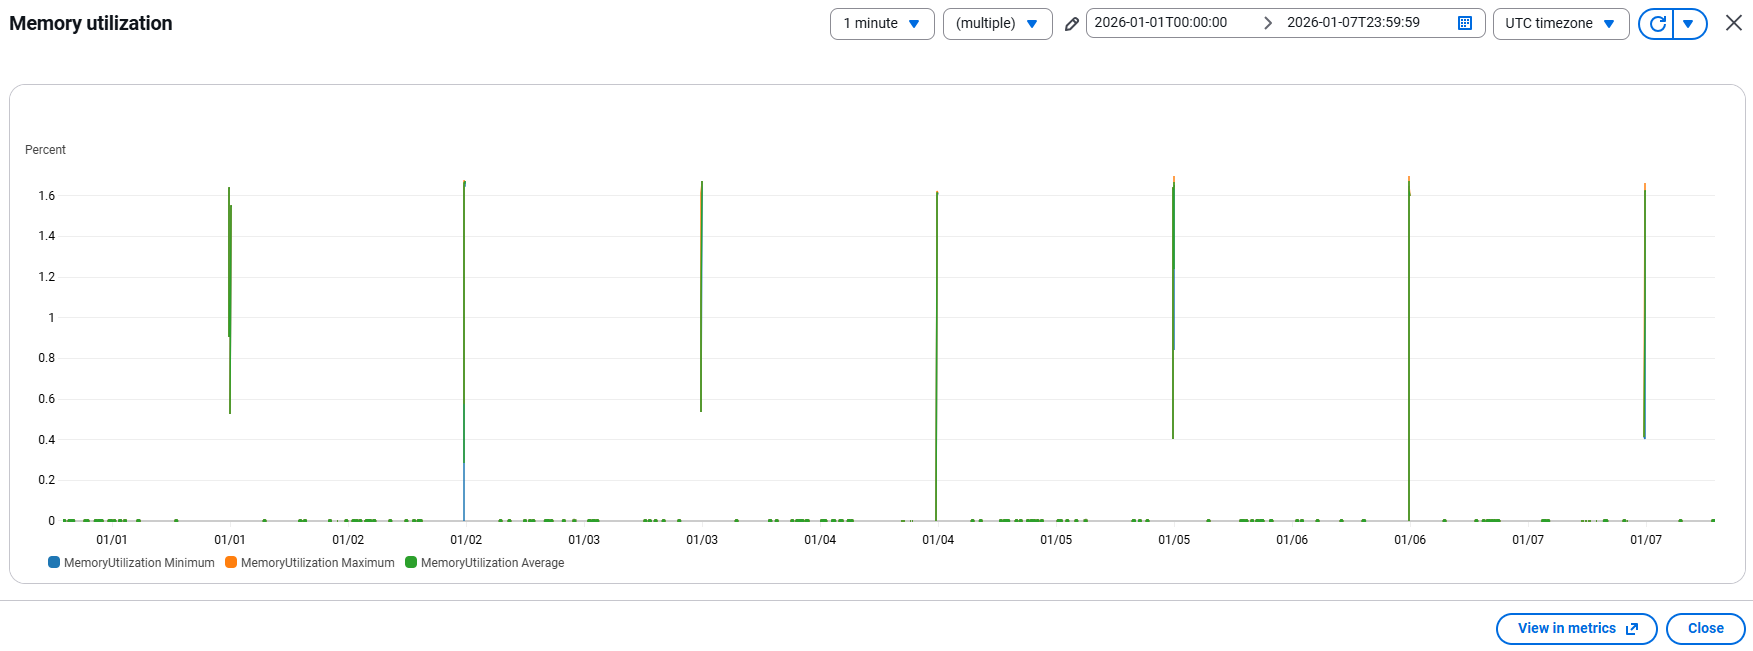 Memory utilization
1 minute
(multiple)
2026-01-01T00:00:00
2026-01-07T23:59:59
UTC timezone
Percent
1.6
1.4
1.2
1
0.8
0.6
0.4
0.2
0
01/01 01/01 01/02 01/02 01/03 01/03 01/04 01/04 01/05 01/05 01/06 01/06 01/07 01/07
MemoryUtilization Minimum MemoryUtilization Maximum MemoryUtilization Average
View in metrics
Close